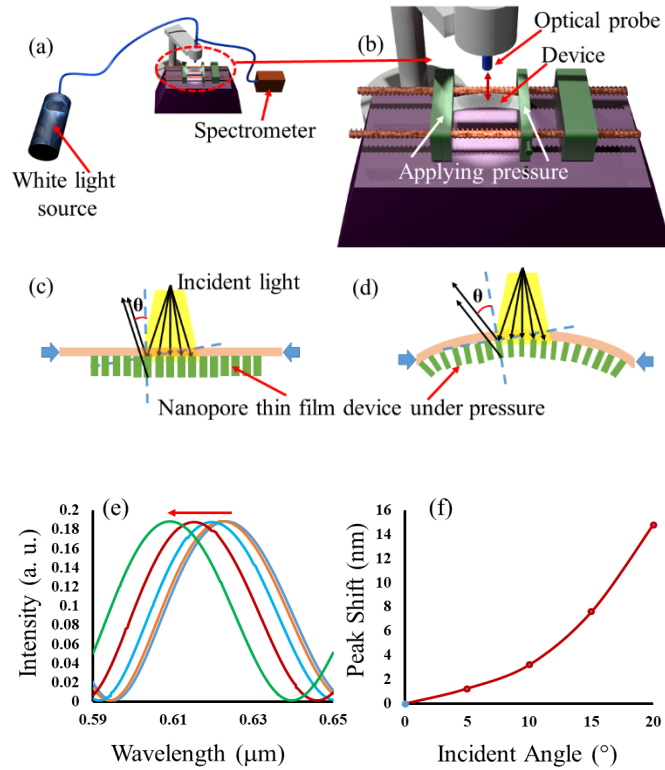 (a)
Spectrometer
White light
source
(b)
Optical probe
Device
Applying pressure
(c)
θ
Incident light
(d)
θ
Nanopore thin film device under pressure
(e)
Intensity (a. u.)
0.2
0.18
0.16
0.14
0.12
0.1
0.08
0.06
0.04
0.02
0
0.59 0.61 0.63 0.65
Wavelength (μm)
(f)
Peak Shift (nm)
16
14
12
10
8
6
4
2
0
0 5 10 15 20
Incident Angle (°)